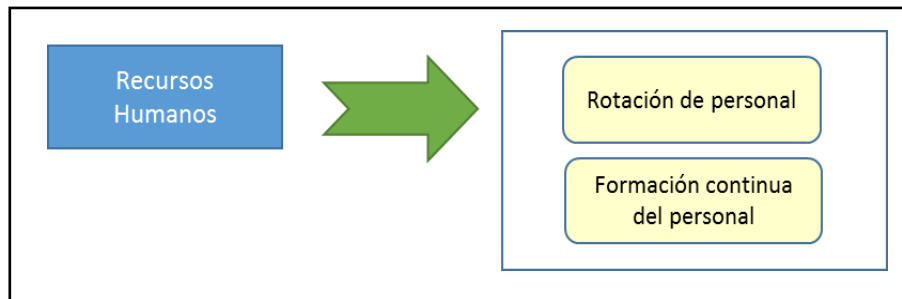 Recursos
Humanos
Rotación de personal
Formación continua
del personal